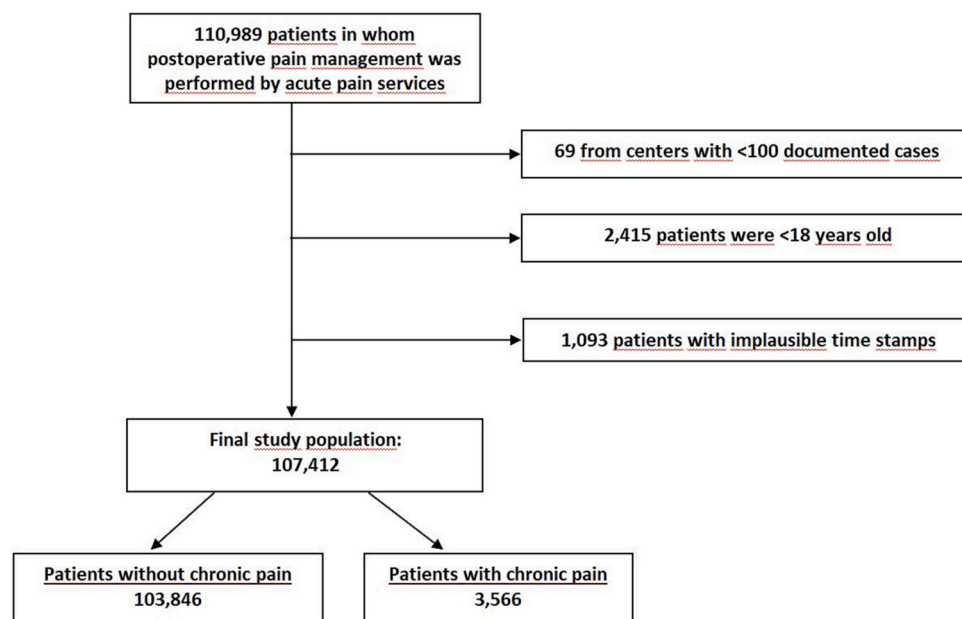 110,989 patients in whom
postoperative pain management was
performed by acute pain services
69 from centers with <100 documented cases
2,415 patients were <18 years old
1,093 patients with implausible time stamps
Final study population:
107,412
Patients without chronic pain
103,846
Patients with chronic pain
3,566